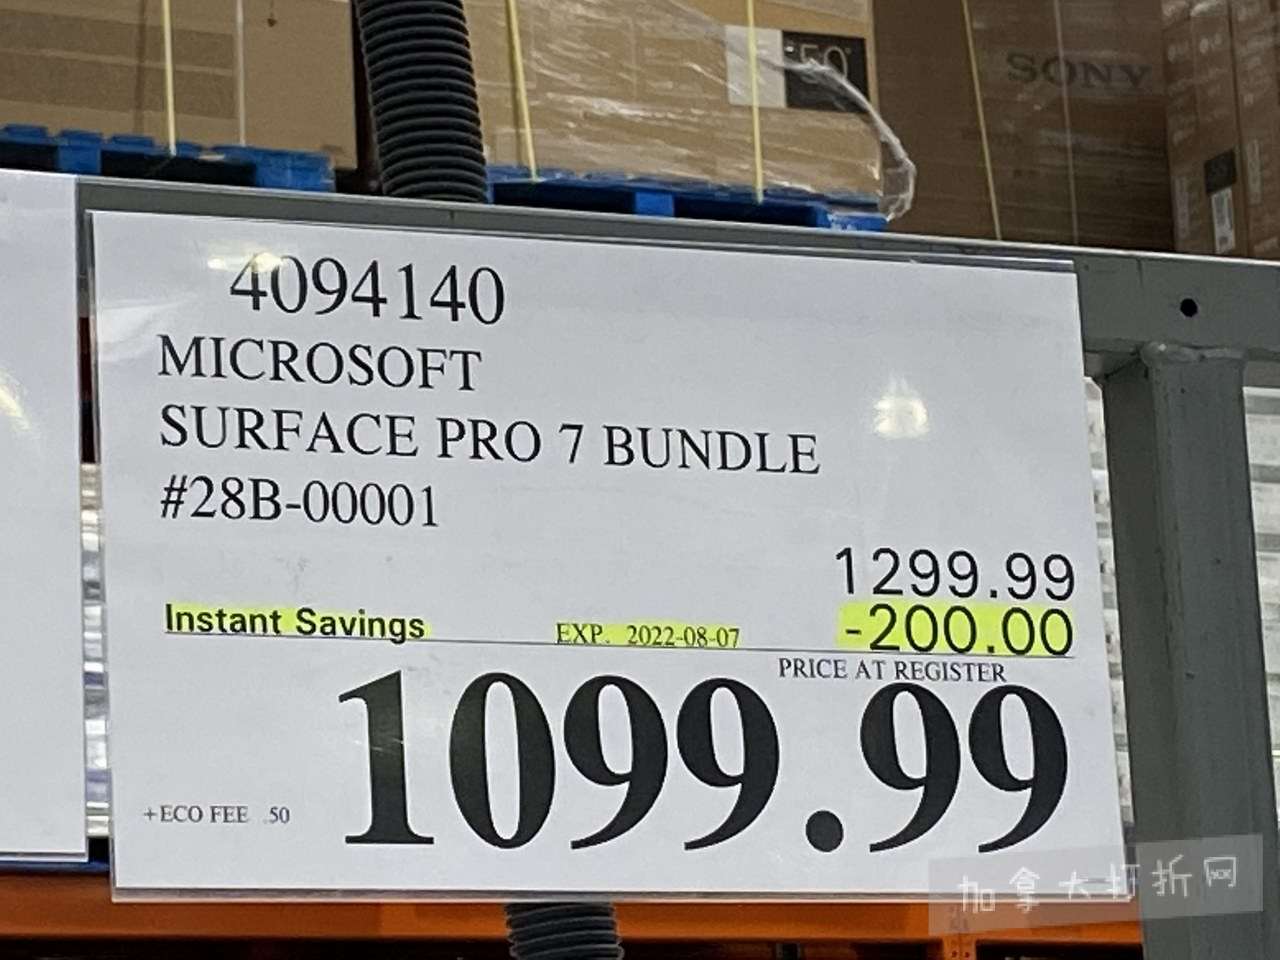 50"
SONY
4094140
MICROSOFT
SURFACE PRO 7 BUNDLE
#28B-00001
1299.99
Instant Savings EXP. 2022-08-07 -200.00
PRICE AT REGISTER
1099.99
+ECO FEE .50
加拿大打折网